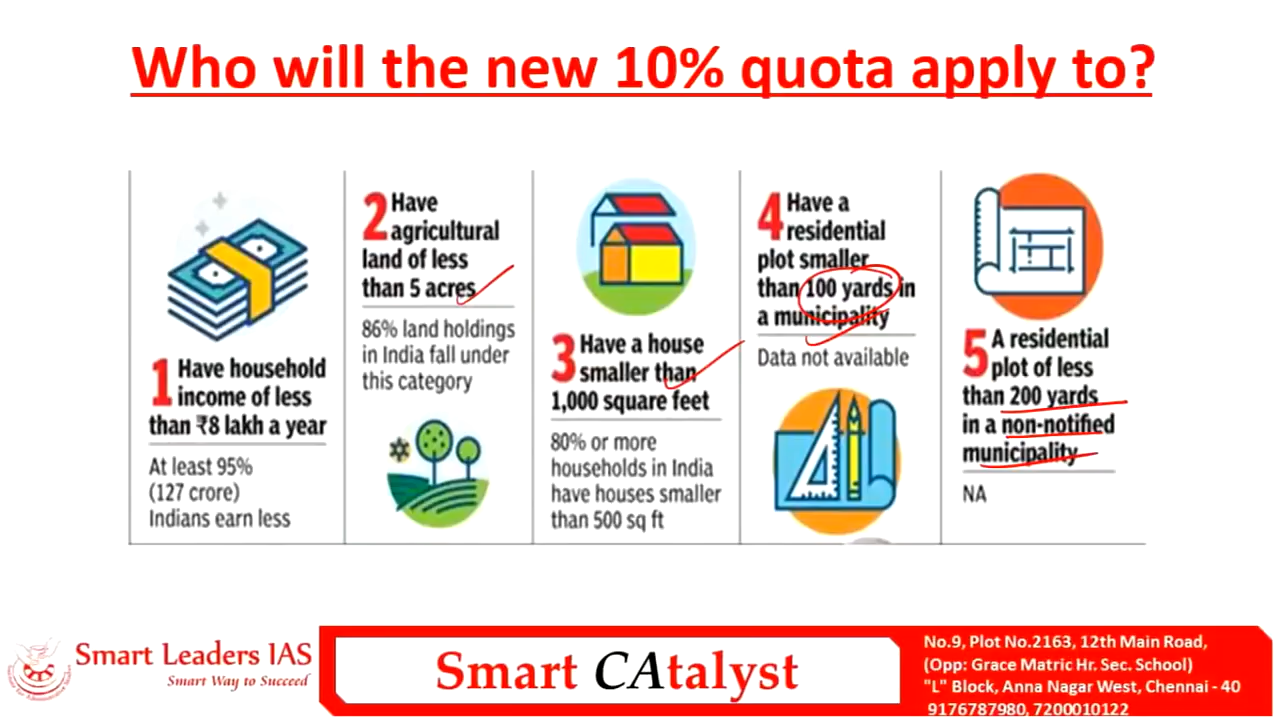 Who will the new 10% quota apply to?
1 Have household
income of less
than ₹8 lakh a year
At least 95%
(127 crore)
Indians earn less
2 Have
agricultural
land of less
than 5 acres
86% land holdings
in India fall under
this category
3 Have a house
smaller than
1,000 square feet
80% or more
households in India
have houses smaller
than 500 sq ft
4 Have a
residential
plot smaller
than 100 yards in
a municipality
Data not available
5 A residential
plot of less
than 200 yards
in a non-notified
municipality
NA
Smart Leaders IAS
Smart Way to Succeed
Smart CAtalyst
No.9, Plot No.2163, 12th Main Road,
(Opp: Grace Matric Hr. Sec. School)
"L" Block, Anna Nagar West, Chennai - 40
9176787980, 7200010122